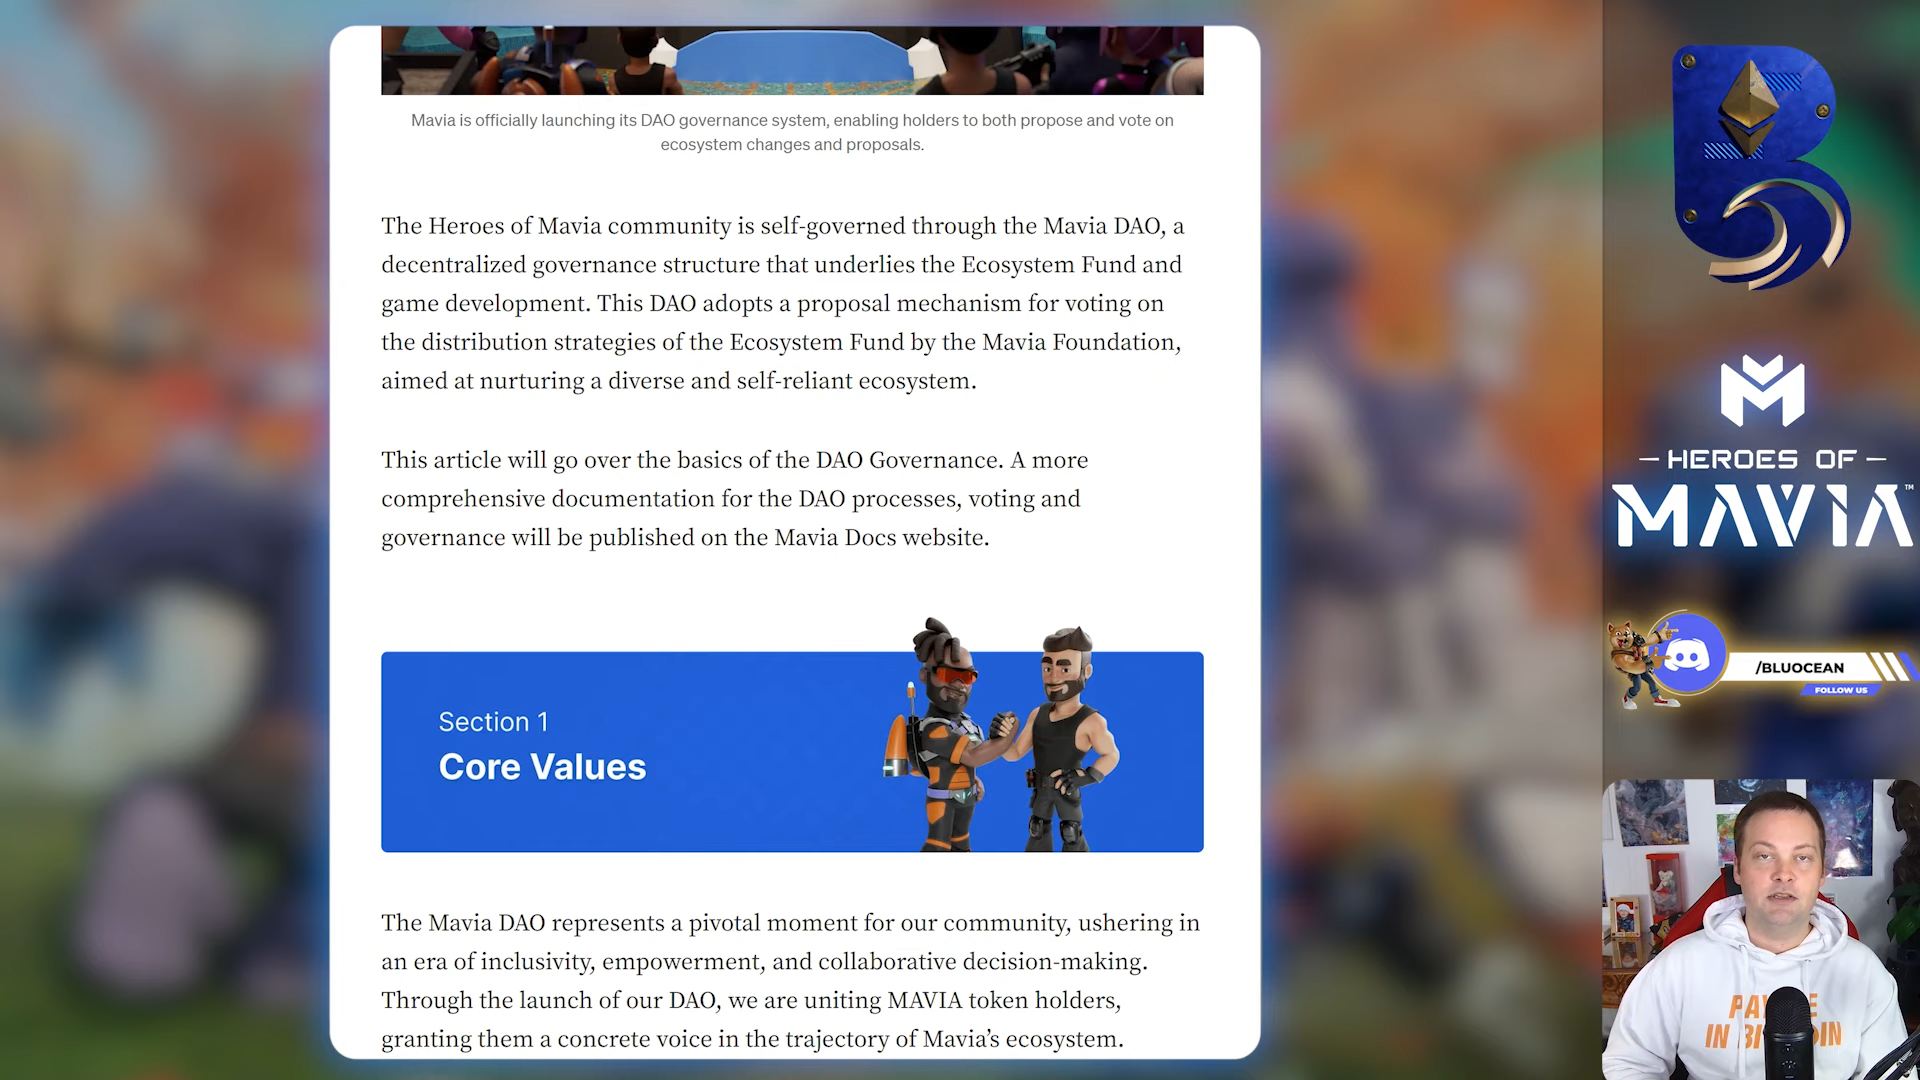 Mavia is officially launching its DAO governance system, enabling holders to both propose and vote on
ecosystem changes and proposals.
The Heroes of Mavia community is self-governed through the Mavia DAO, a
decentralized governance structure that underlies the Ecosystem Fund and
game development. This DAO adopts a proposal mechanism for voting on
the distribution strategies of the Ecosystem Fund by the Mavia Foundation,
aimed at nurturing a diverse and self-reliant ecosystem.
This article will go over the basics of the DAO Governance. A more
comprehensive documentation for the DAO processes, voting and
governance will be published on the Mavia Docs website.
Section 1
Core Values
The Mavia DAO represents a pivotal moment for our community, ushering in
an era of inclusivity, empowerment, and collaborative decision-making.
Through the launch of our DAO, we are uniting MAVIA token holders,
granting them a concrete voice in the trajectory of Mavia’s ecosystem.
HEROES OF
MAVIA™
/BLUOCEAN
FOLLOW US
IN